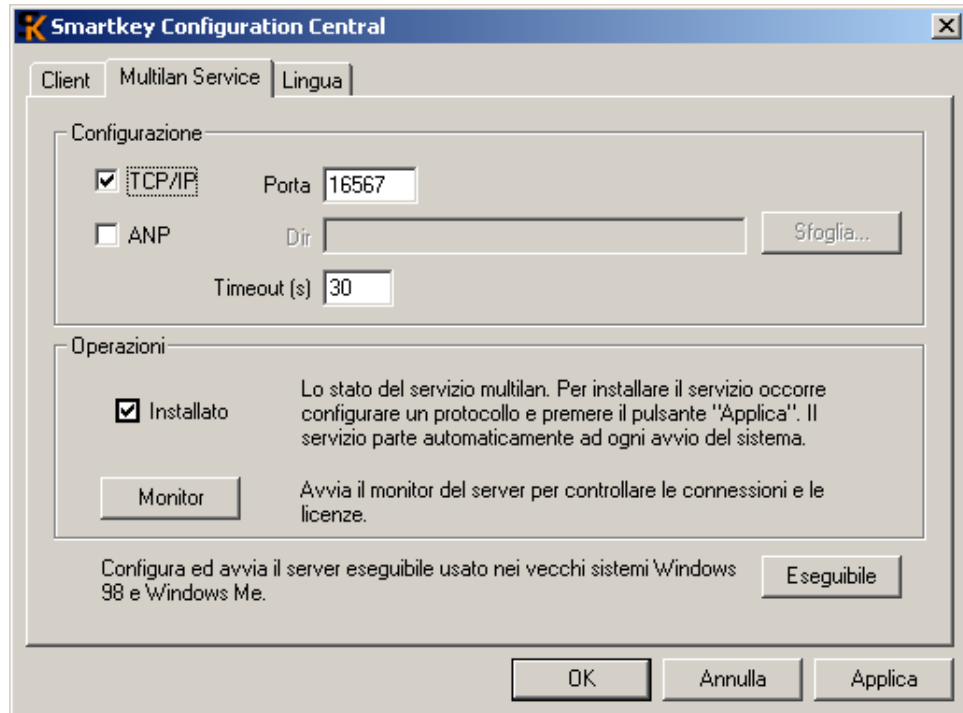 Smartkey Configuration Central
Client Multilan Service Lingua
Configurazione
TCP/IP Porta 16567
ANP Dir Sfoglia...
Timeout (s) 30
Operazioni
Installato
Lo stato del servizio multilan. Per installare il servizio occorre
configurare un protocollo e premere il pulsante "Applica". Il
servizio parte automaticamente ad ogni avvio del sistema.
Monitor
Avvia il monitor del server per controllare le connessioni e le
licenze.
Configura ed avvia il server eseguibile usato nei vecchi sistemi Windows
98 e Windows Me.
Eseguibile
OK Annulla Applica